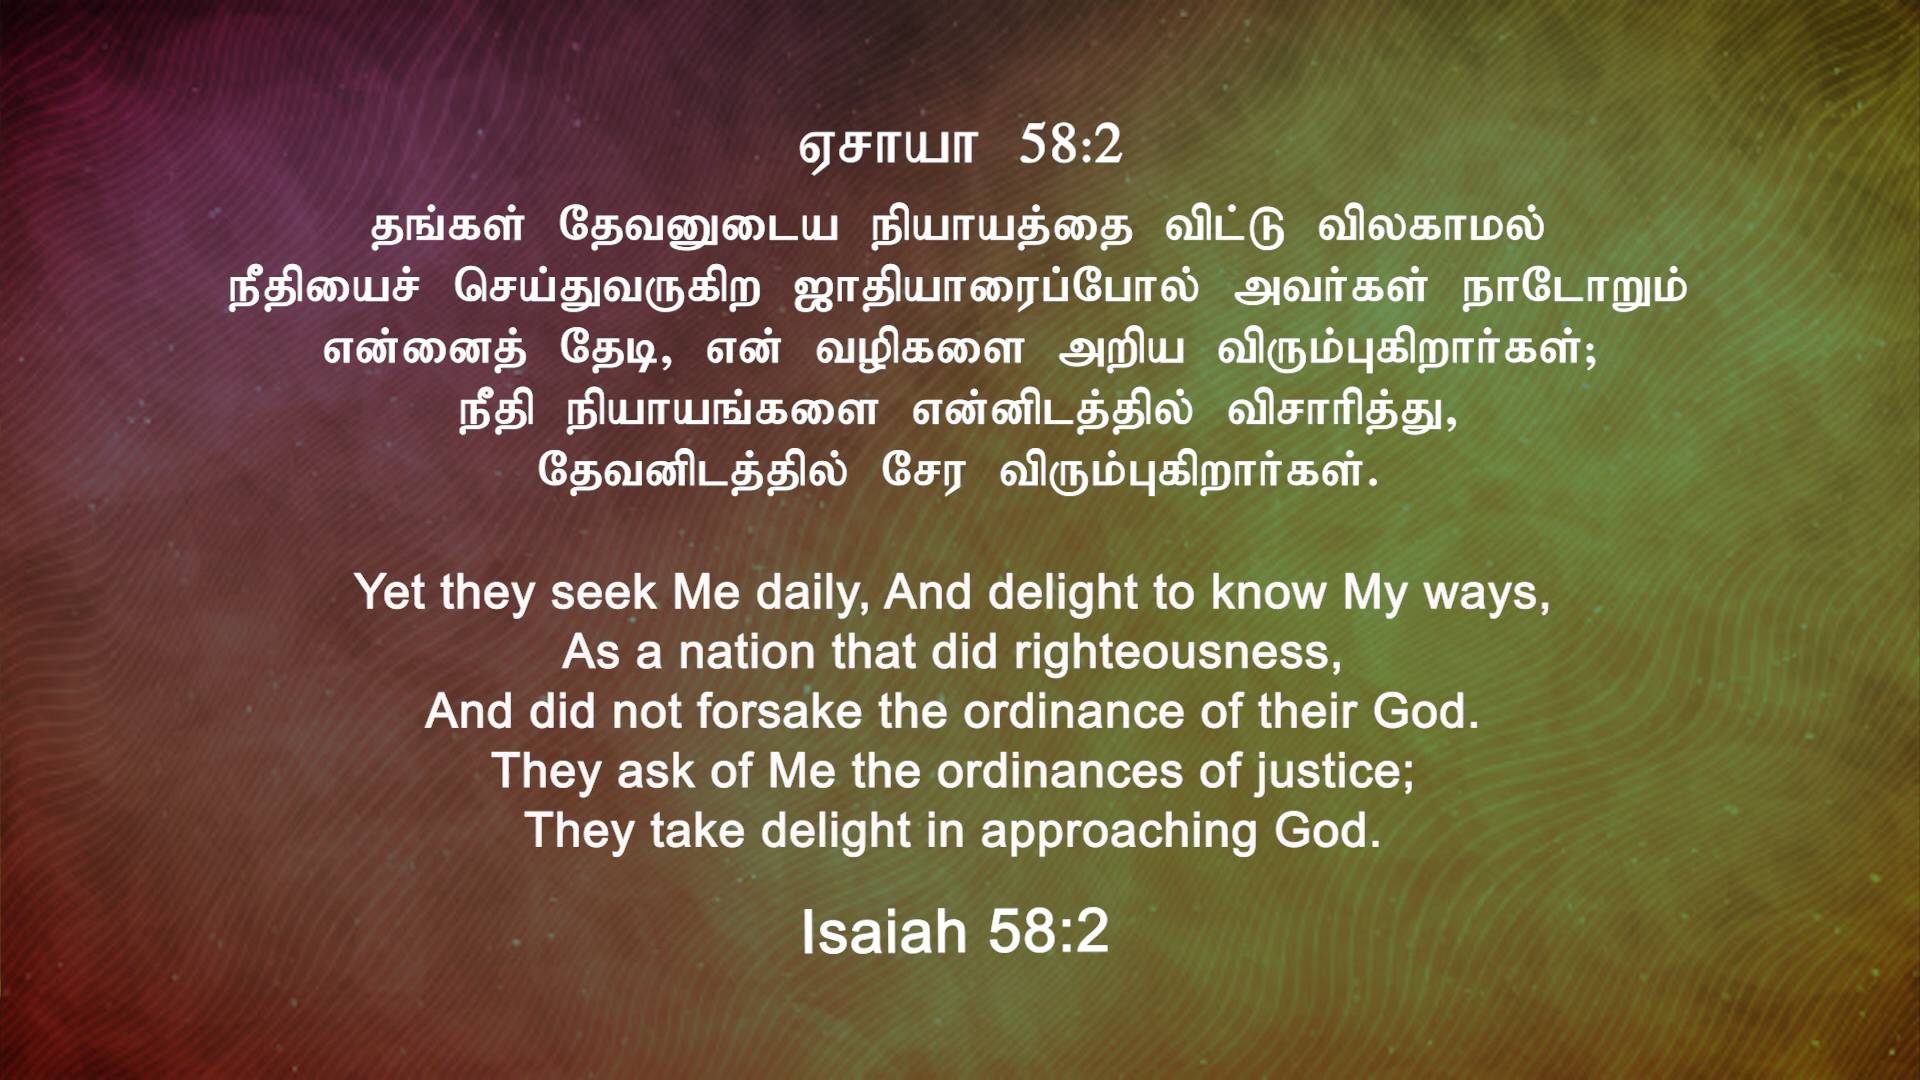 ஏசாயா 58:2
தங்கள் தேவனுடைய நியாயத்தை விட்டு விலகாமல்
நீதியைச் செய்துவருகிற ஜாதியாரைப்போல் அவர்கள் நாடோறும்
என்னைத் தேடி, என் வழிகளை அறிய விரும்புகிறார்கள்;
நீதி நியாயங்களை என்னிடத்தில் விசாரித்து,
தேவனிடத்தில் சேர விரும்புகிறார்கள்.
Yet they seek Me daily, And delight to know My ways,
As a nation that did righteousness,
And did not forsake the ordinance of their God.
They ask of Me the ordinances of justice;
They take delight in approaching God.
Isaiah 58:2